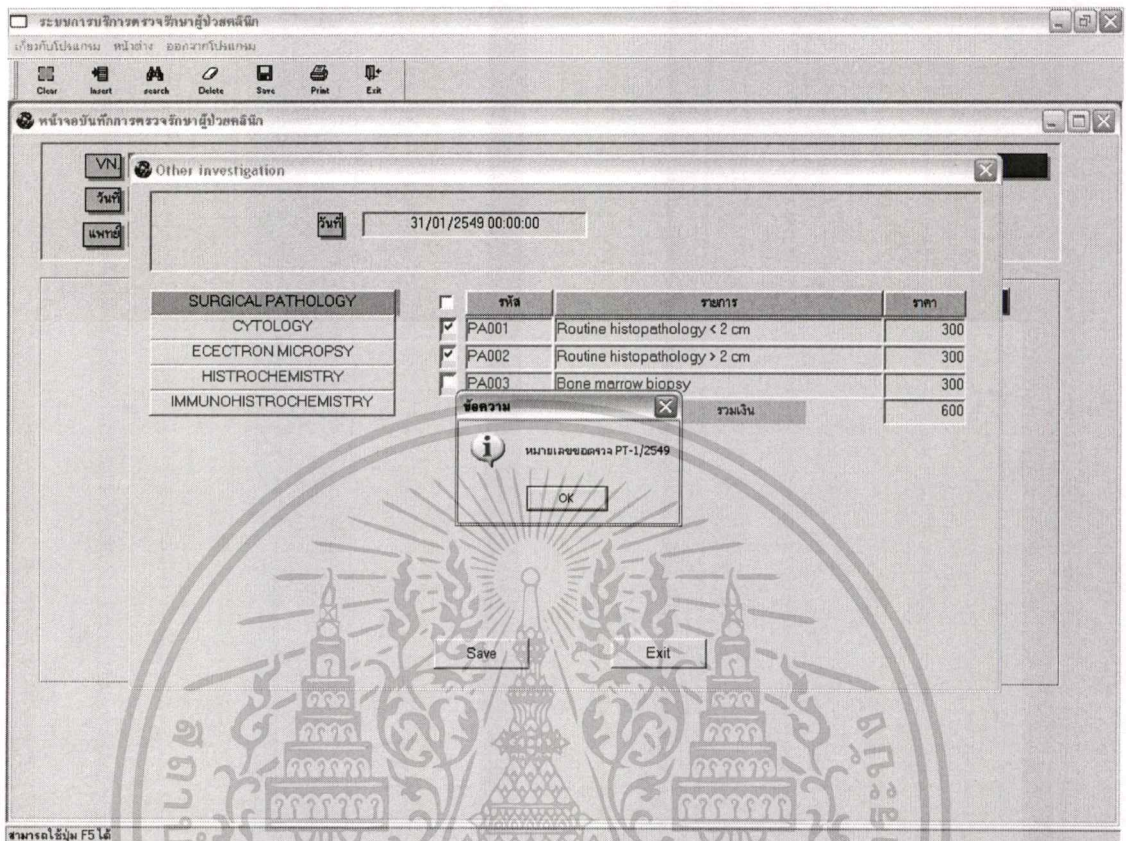 ระบบการบริการตรวจรักษาผู้ป่วยคลินิก
เกี่ยวกับโปรแกรม หน้าต่าง ออกจากโปรแกรม
Clear Insert search Delete Save Print Exit
หน้าจอบันทึกการตรวจรักษาผู้ป่วยคลินิก
VN
Other investigation
วันที่
แพทย์
วันที่ 31/01/2549 00:00:00
SURGICAL PATHOLOGY
CYTOLOGY
ECECTRON MICROPSY
HISTROCHEMISTRY
IMMUNOHISTROCHEMISTRY
รหัส รายการ ราคา
PA001 Routine histopathology < 2 cm 300
PA002 Routine histopathology > 2 cm 300
PA003 Bone marrow biopsy 300
รวมเงิน 600
ข้อความ
หมายเลขขอตรวจ PT-1/2549
OK
Save Exit
สามารถใช้ปุ่ม F5 ได้